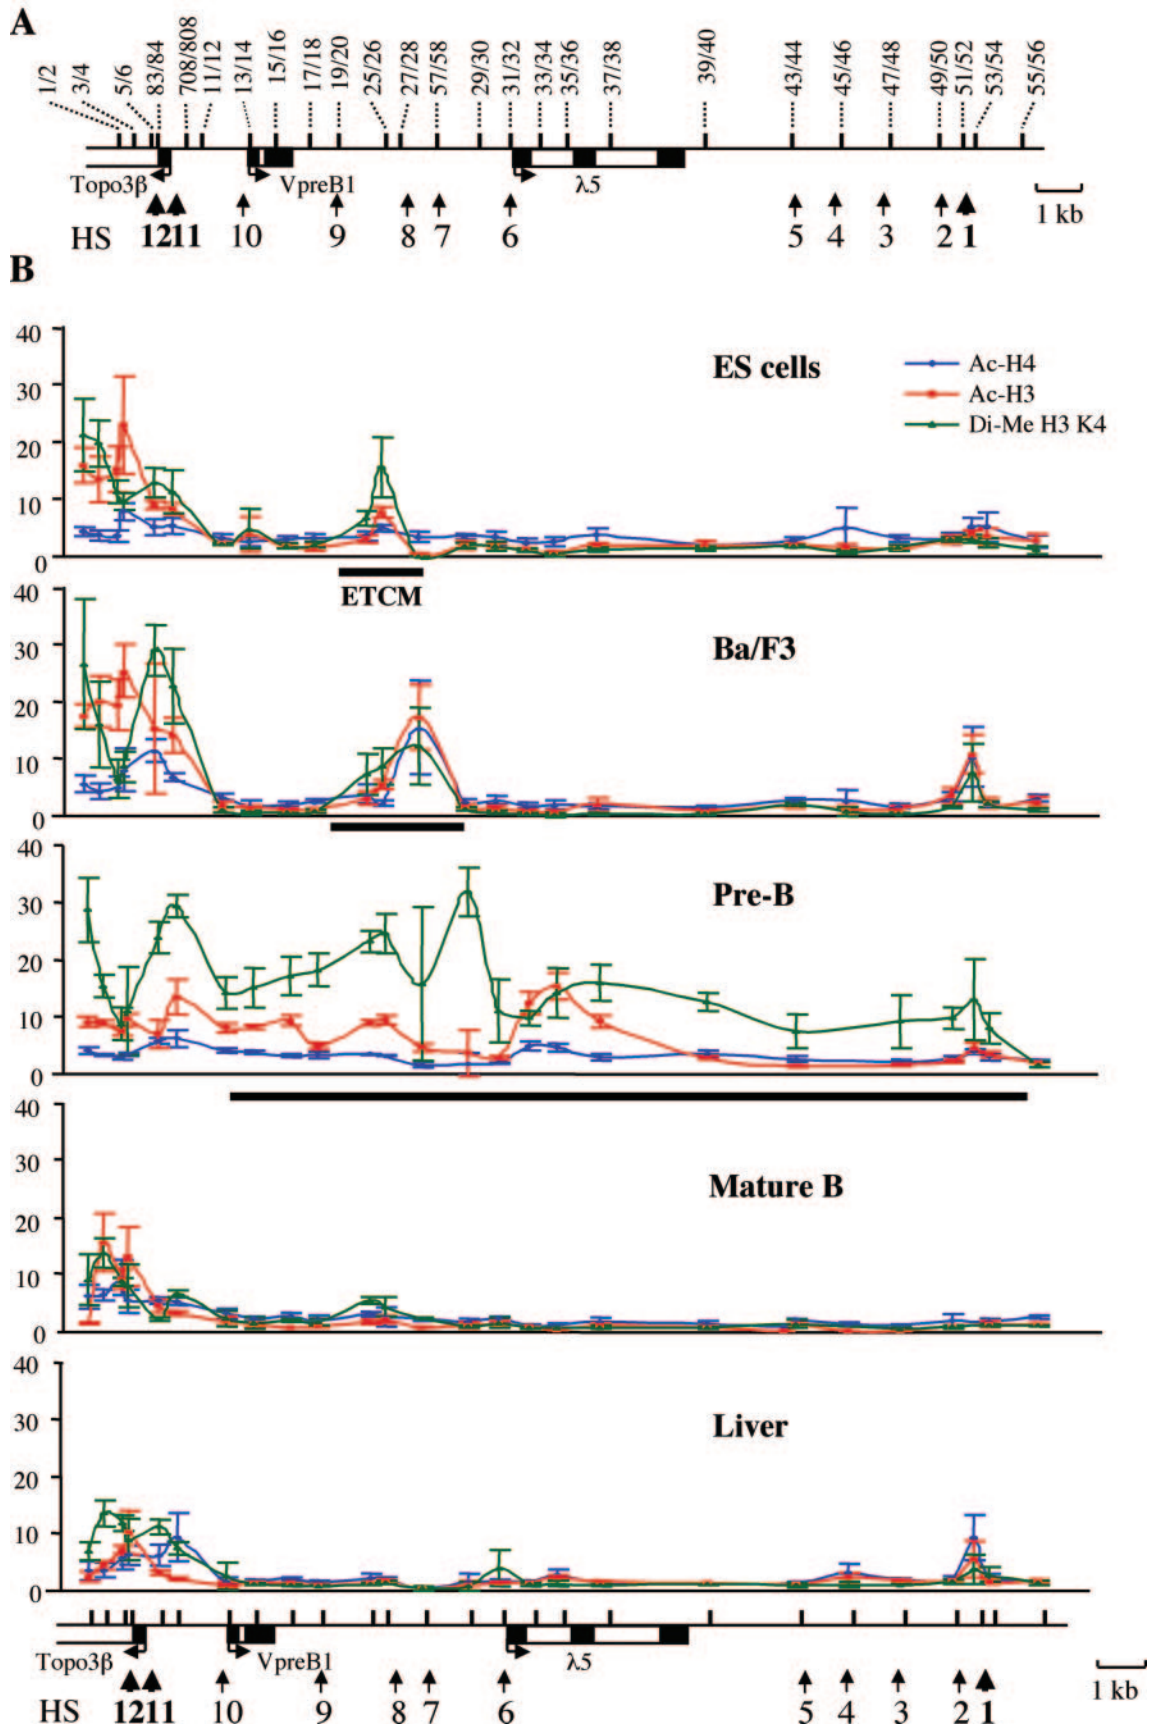 A
1/2 3/4 5/6 83/84 708/808 11/12 13/14 15/16 17/18 19/20 25/26 27/28 57/58 29/30 31/32 33/34 35/36 37/38 39/40 43/44 45/46 47/48 49/50 51/52 53/54 55/56
Topo3β VpreB1 λ5
1 kb
HS 12 11 10 9 8 7 6 5 4 3 2 1
B
40
30
20
10
0
ES cells
Ac-H4
Ac-H3
Di-Me H3 K4
ETCM
40
30
20
10
0
Ba/F3
40
30
20
10
0
Pre-B
40
30
20
10
0
Mature B
40
30
20
10
0
Liver
Topo3β VpreB1 λ5
1 kb
HS 12 11 10 9 8 7 6 5 4 3 2 1